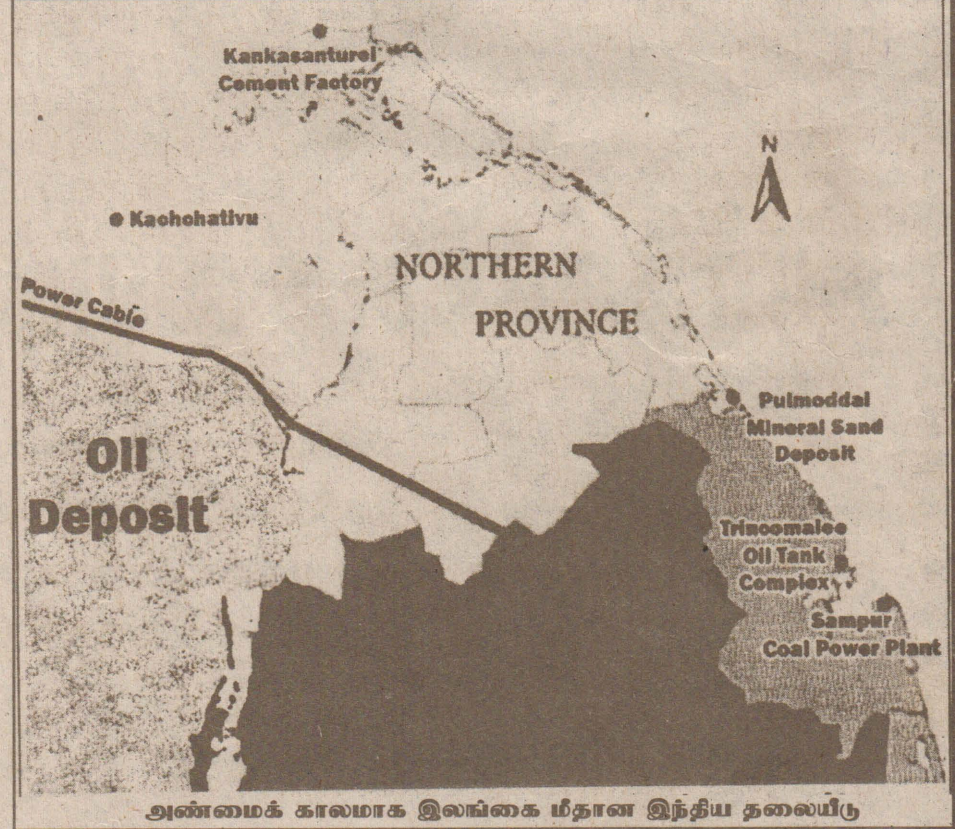 Kankasanturei
Cement Factory
N
Kachchativu
NORTHERN
PROVINCE
Power Cable
Pulmoddai
Mineral Sand
Deposit
Oil
Deposit
Trincomalee
Oil Tank
Complex
Sampur
Coal Power Plant
அண்மைக் காலமாக இலங்கை மீதான இந்திய தலையீடு